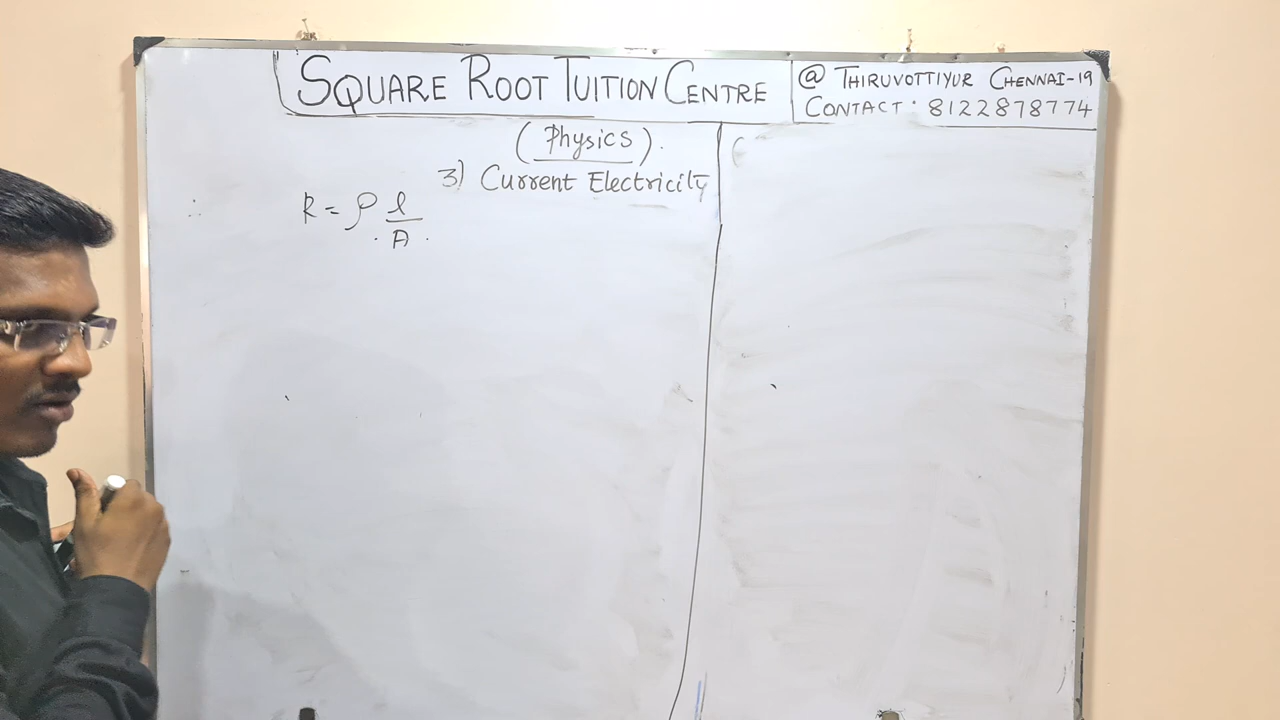 SQUARE ROOT TUITION CENTRE
@ THIRUVOTTIYUR CHENNAI-19
CONTACT : 8122878774
(Physics).
3) Current Electricity
R = ρ l/A